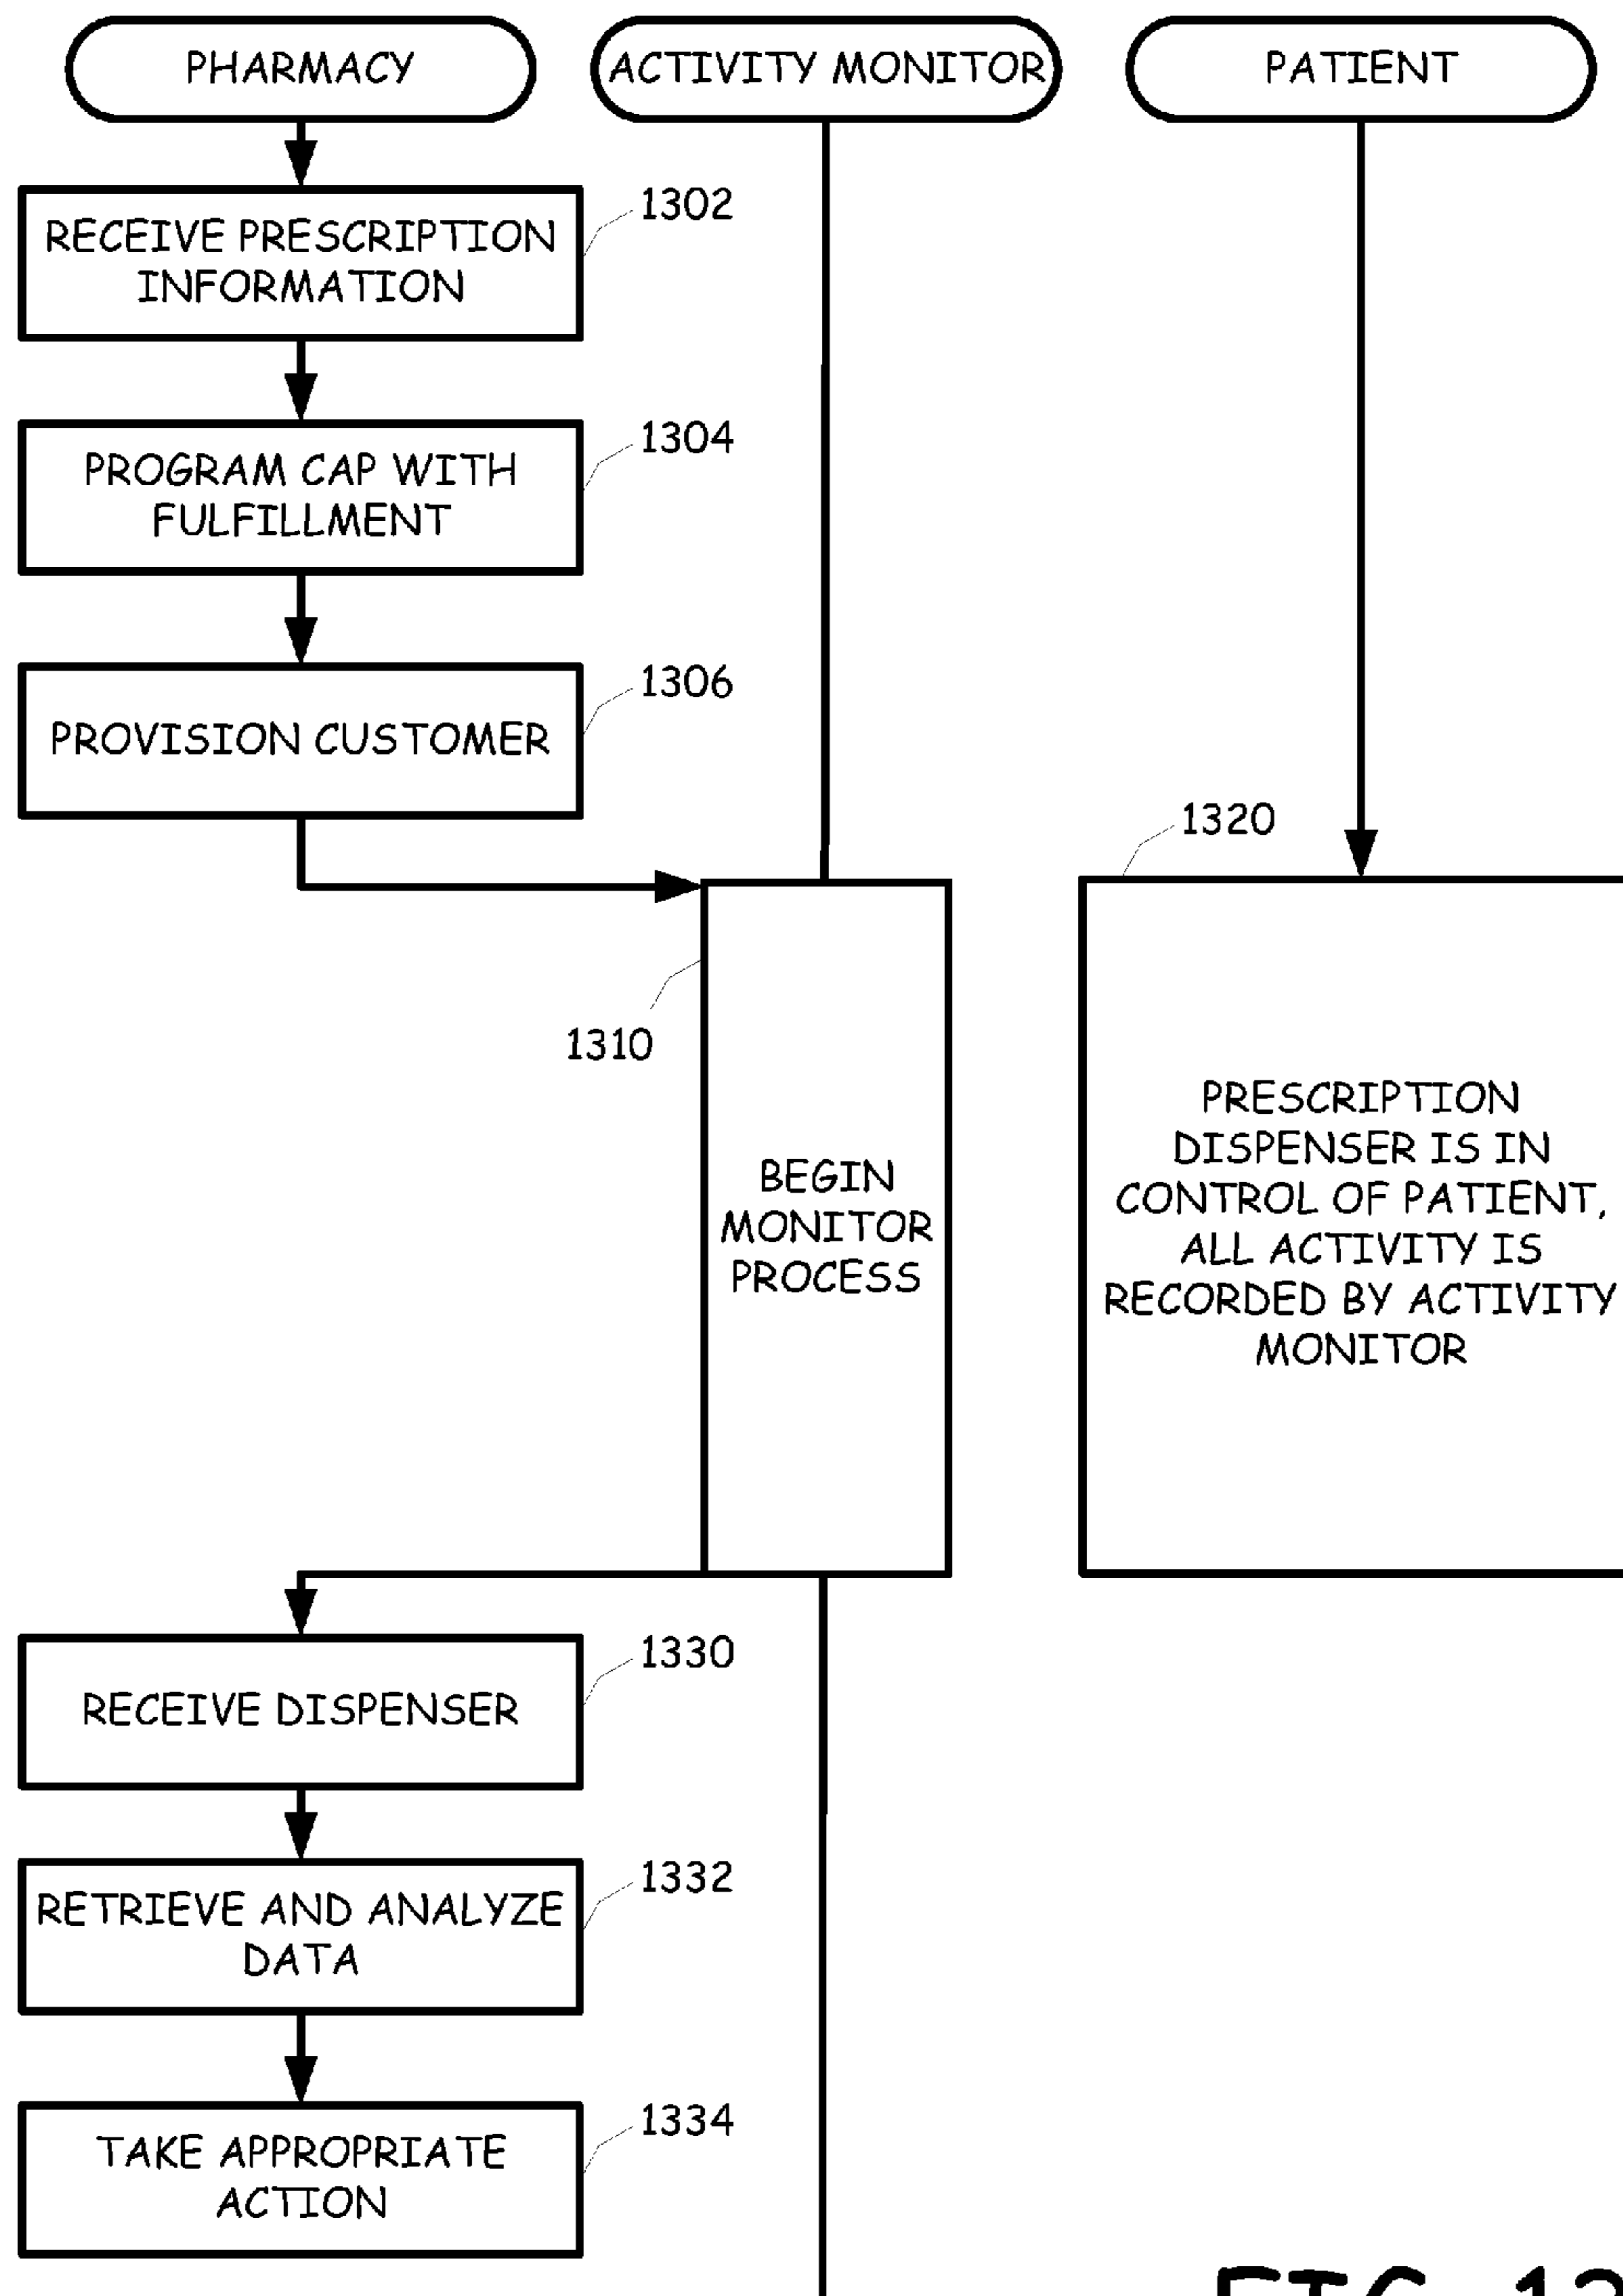 PHARMACY
ACTIVITY MONITOR
PATIENT
1302
RECEIVE PRESCRIPTION
INFORMATION
1304
PROGRAM CAP WITH
FULFILLMENT
1306
PROVISION CUSTOMER
1320
1310
BEGIN
MONITOR
PROCESS
PRESCRIPTION
DISPENSER IS IN
CONTROL OF PATIENT,
ALL ACTIVITY IS
RECORDED BY ACTIVITY
MONITOR
1330
RECEIVE DISPENSER
1332
RETRIEVE AND ANALYZE
DATA
1334
TAKE APPROPRIATE
ACTION